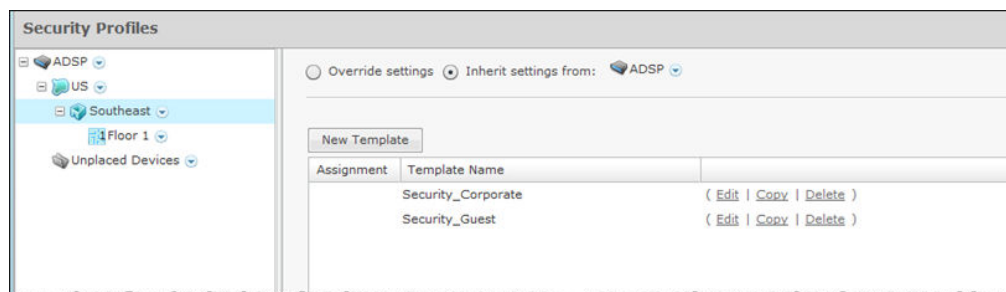 Security Profiles
ADSP
US
Southeast
1 Floor 1
Unplaced Devices
Override settings Inherit settings from: ADSP
New Template
Assignment Template Name
Security_Corporate ( Edit | Copy | Delete )
Security_Guest ( Edit | Copy | Delete )